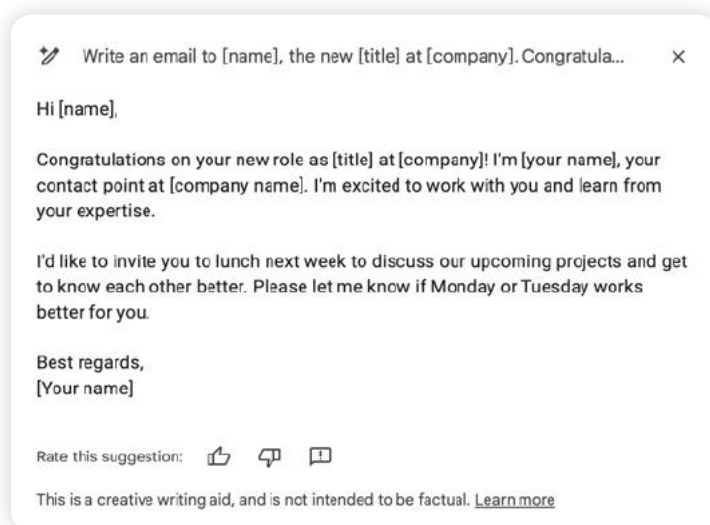 Write an email to [name], the new [title] at [company]. Congratula...
Hi [name],
Congratulations on your new role as [title] at [company]! I'm [your name], your
contact point at [company name]. I'm excited to work with you and learn from
your expertise.
I'd like to invite you to lunch next week to discuss our upcoming projects and get
to know each other better. Please let me know if Monday or Tuesday works
better for you.
Best regards,
[Your name]
Rate this suggestion:
This is a creative writing aid, and is not intended to be factual. Learn more